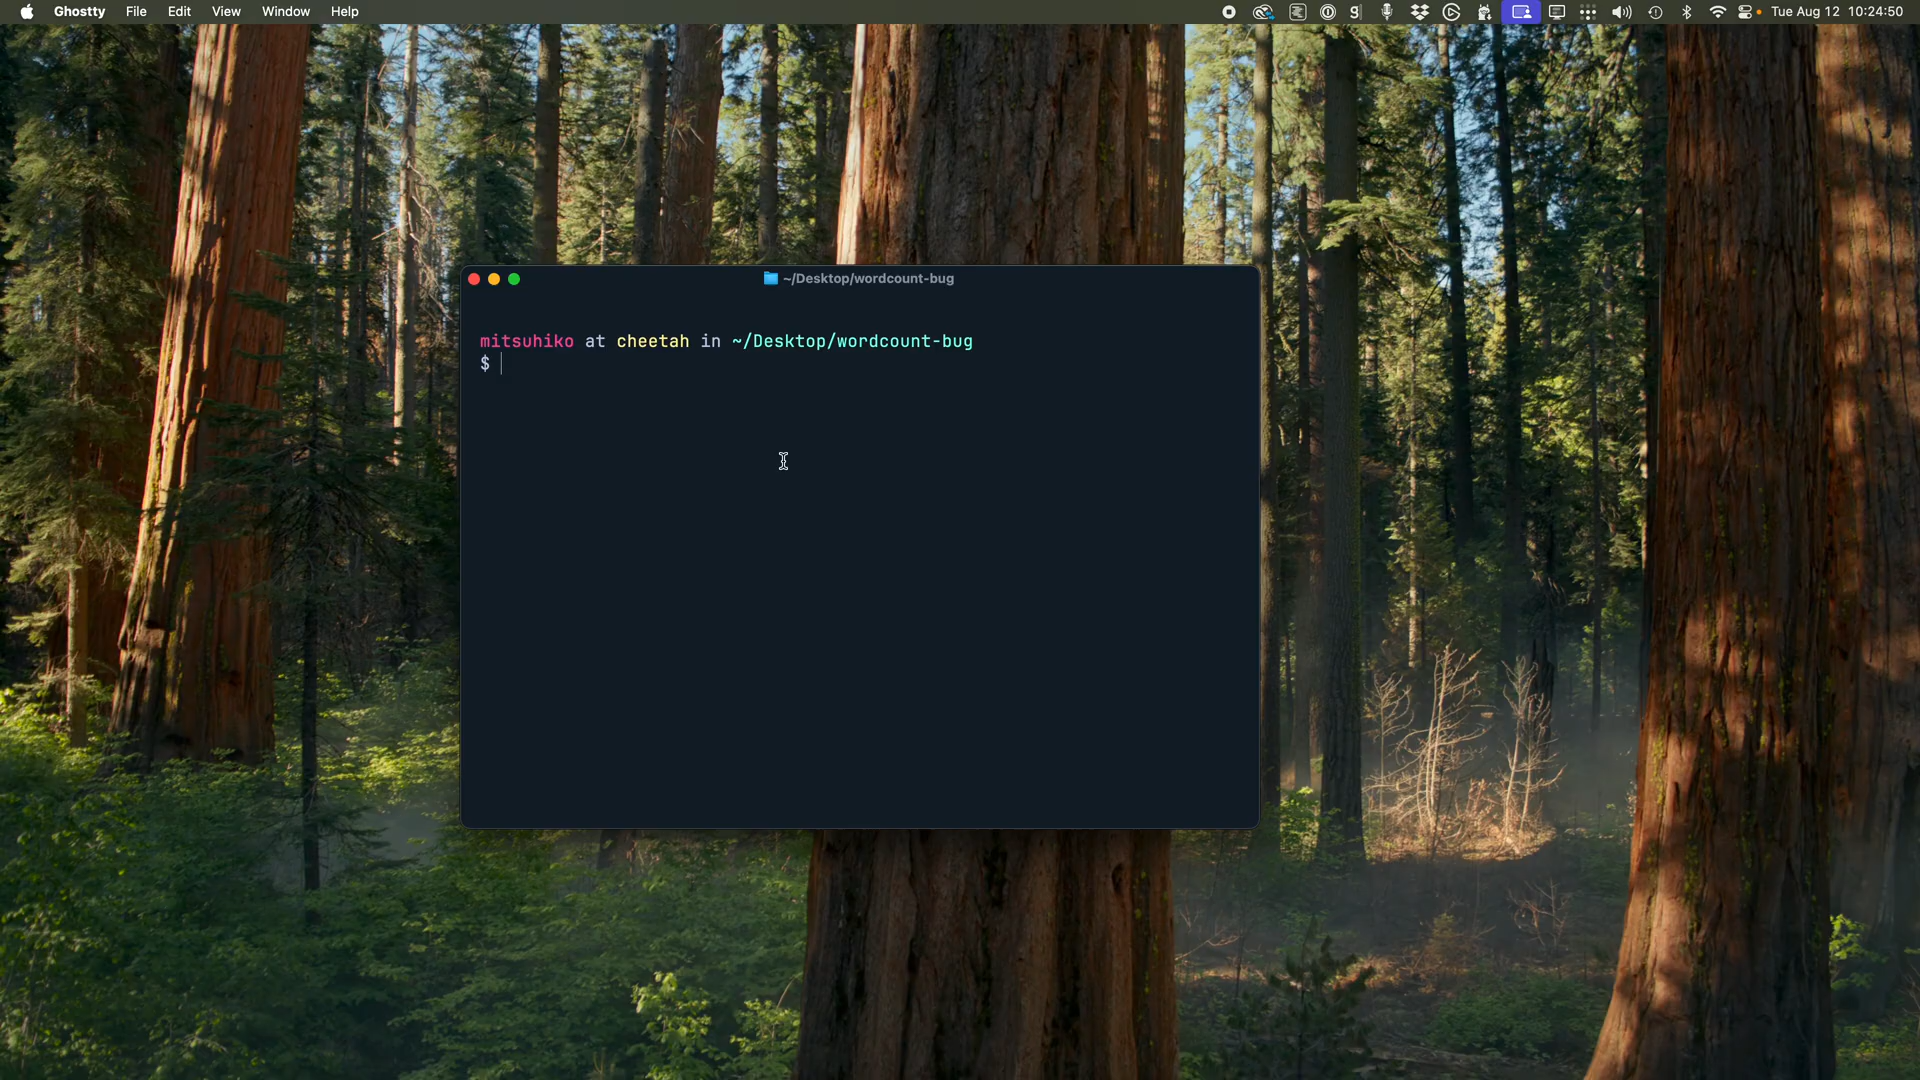 Ghostty File Edit View Window Help Tue Aug 12 10:24:50
~/Desktop/wordcount-bug
mitsuhiko at cheetah in ~/Desktop/wordcount-bug
$